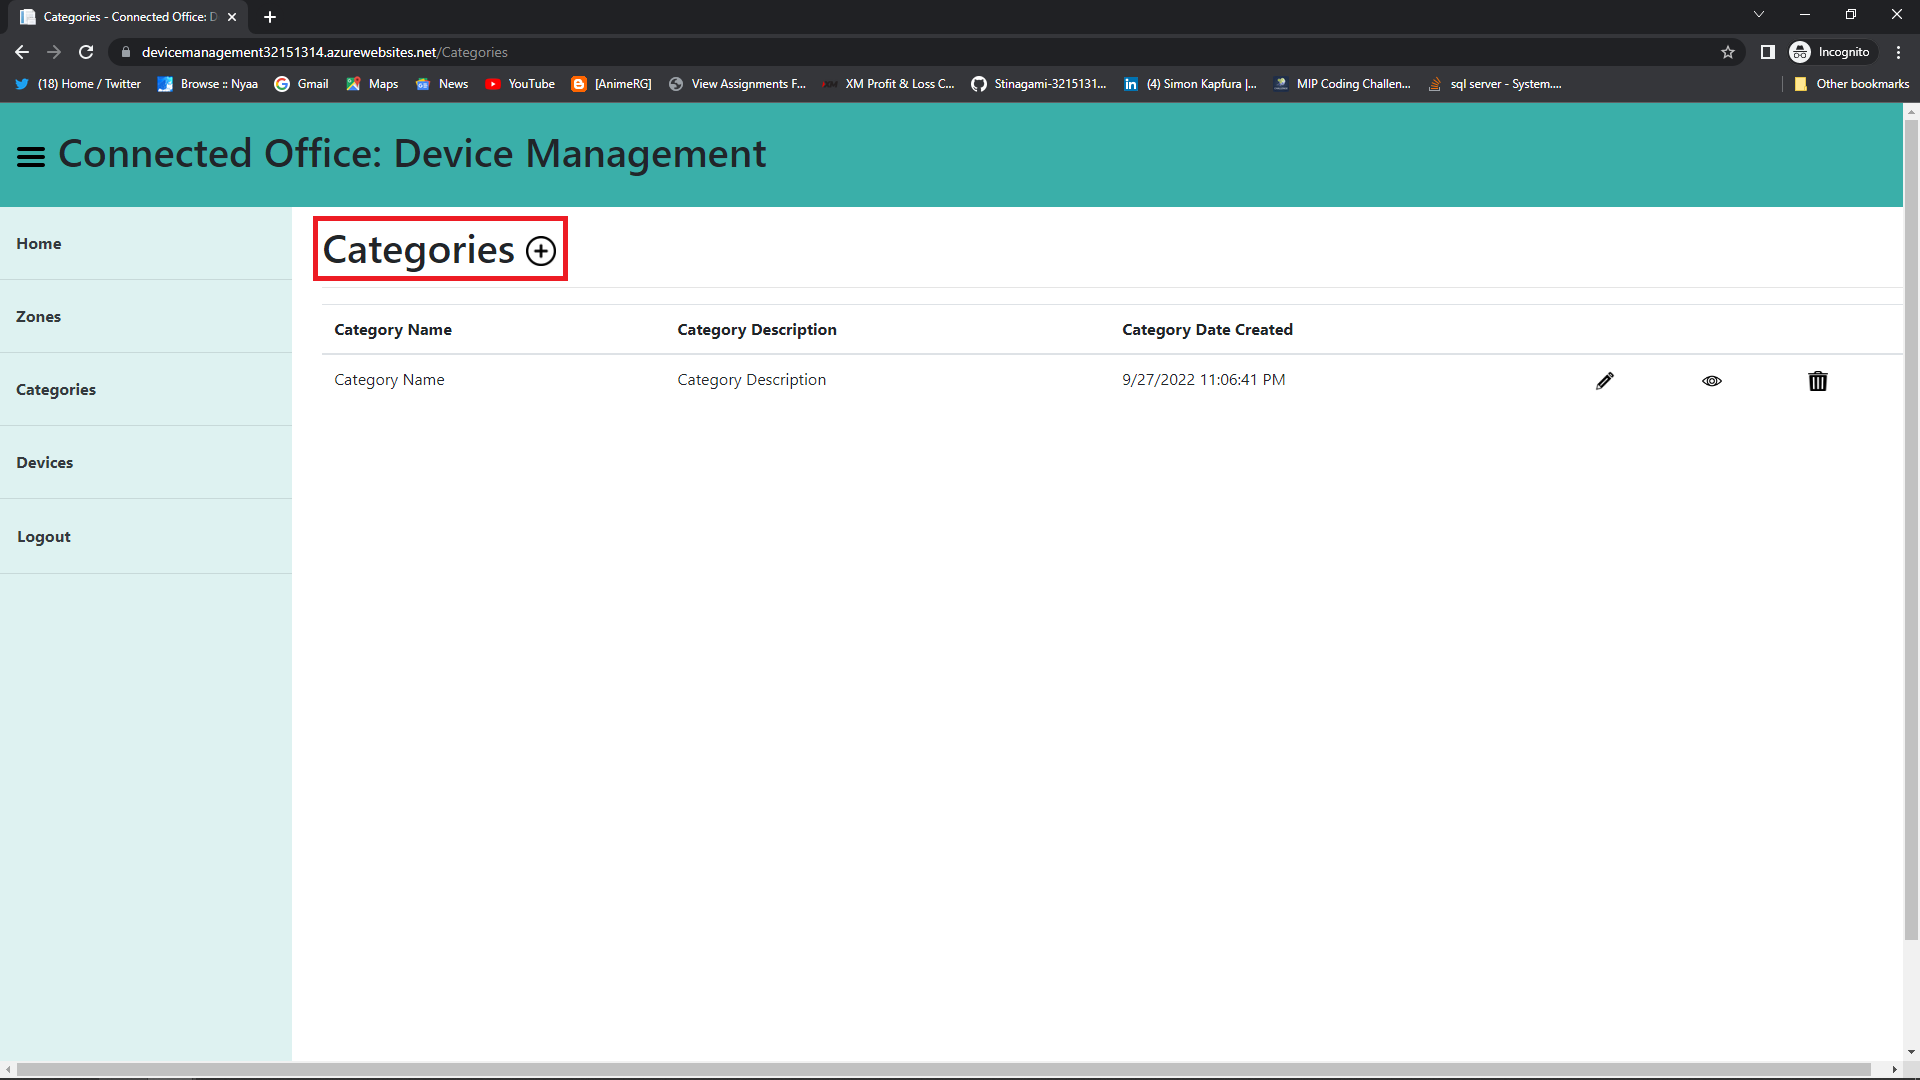 Categories - Connected Office: D
devicemanagement32151314.azurewebsites.net/Categories
Incognito
(18) Home / Twitter
Browse :: Nyaa
Gmail
Maps
News
YouTube
[AnimeRG]
View Assignments F...
XM Profit & Loss C...
Stinagami-3215131...
(4) Simon Kapfura |...
MIP Coding Challen...
sql server - System....
Other bookmarks
Connected Office: Device Management
Home
Zones
Categories
Devices
Logout
Categories
Category Name Category Description Category Date Created
Category Name Category Description 9/27/2022 11:06:41 PM